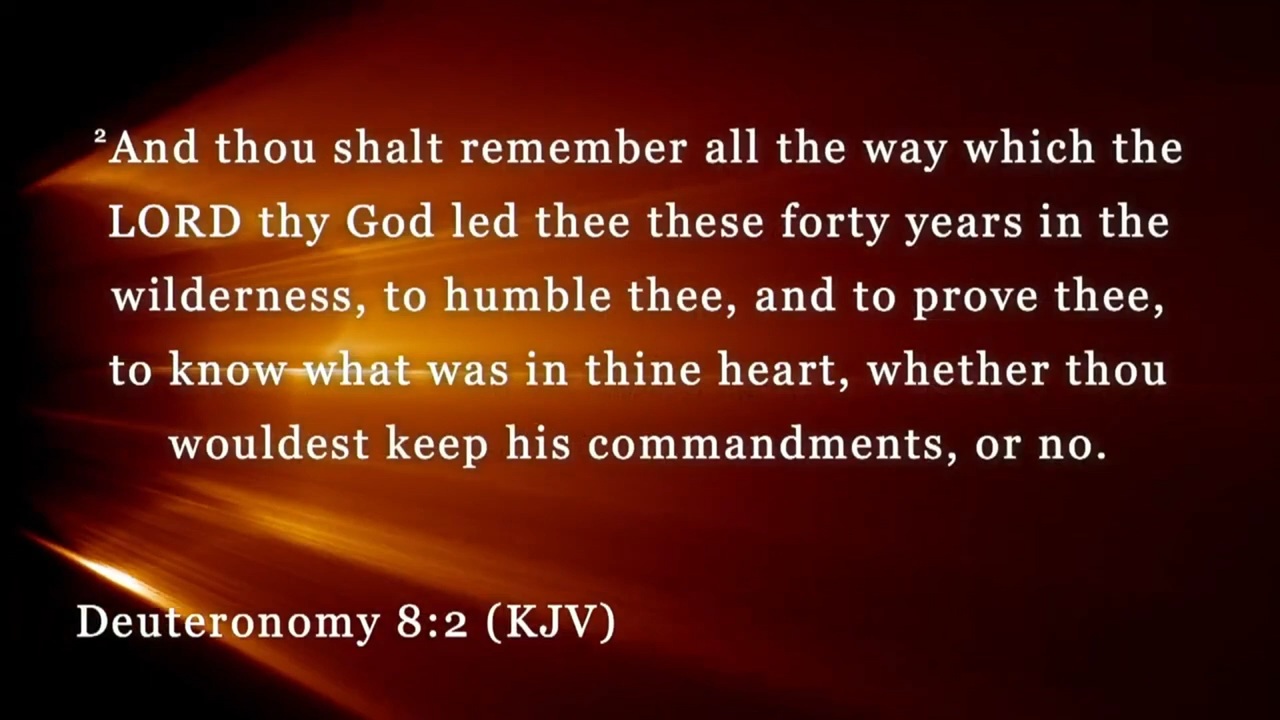 ²And thou shalt remember all the way which the
LORD thy God led thee these forty years in the
wilderness, to humble thee, and to prove thee,
to know what was in thine heart, whether thou
wouldest keep his commandments, or no.
Deuteronomy 8:2 (KJV)